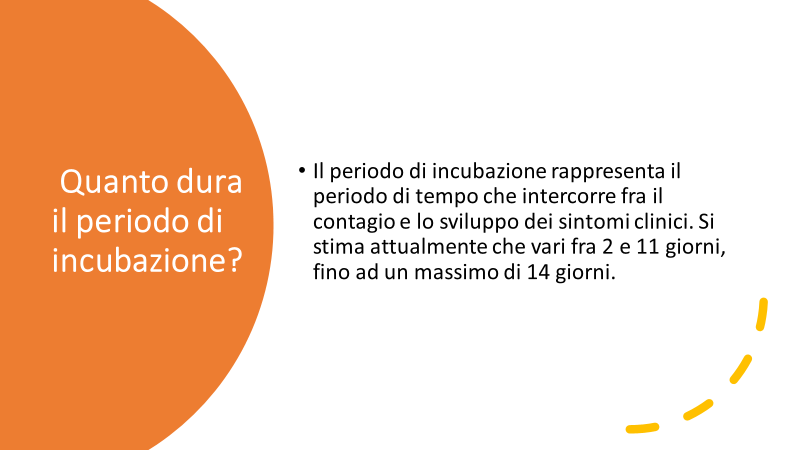 Quanto dura
il periodo di
incubazione?
• Il periodo di incubazione rappresenta il
periodo di tempo che intercorre fra il
contagio e lo sviluppo dei sintomi clinici. Si
stima attualmente che vari fra 2 e 11 giorni,
fino ad un massimo di 14 giorni.